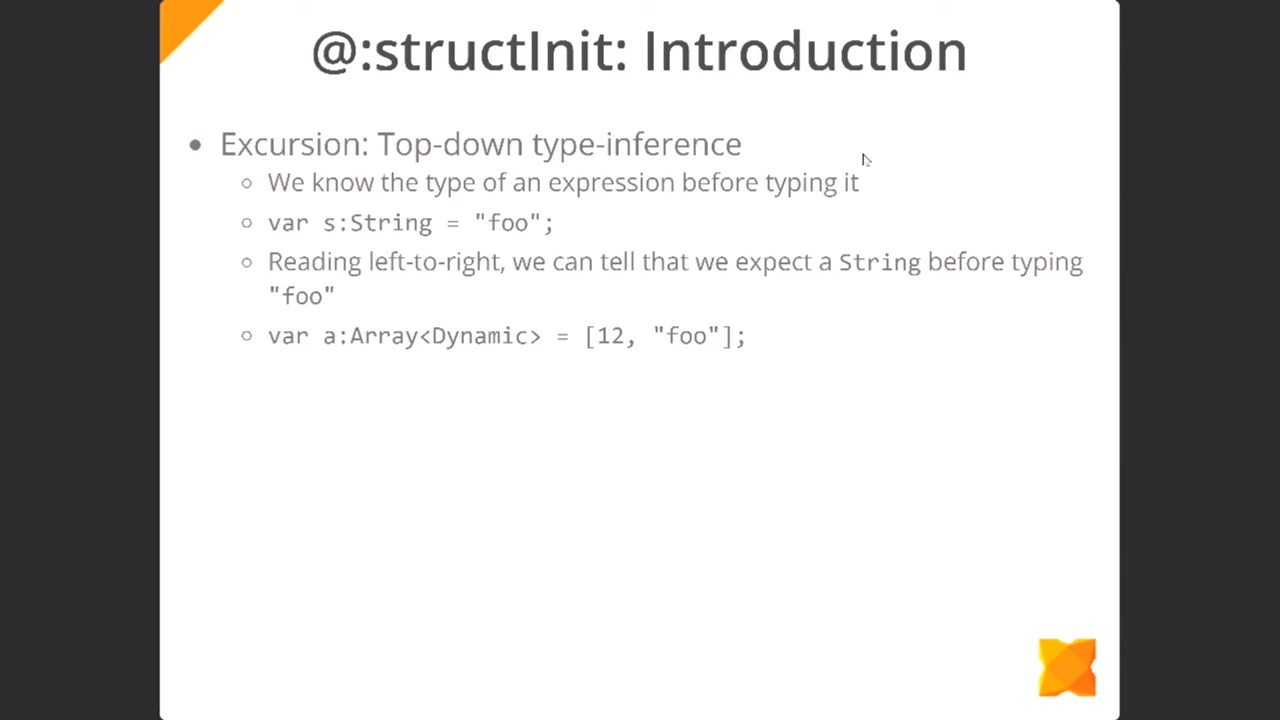 @:structInit: Introduction
• Excursion: Top-down type-inference
○ We know the type of an expression before typing it
○ var s:String = "foo";
○ Reading left-to-right, we can tell that we expect a String before typing
"foo"
○ var a:Array<Dynamic> = [12, "foo"];